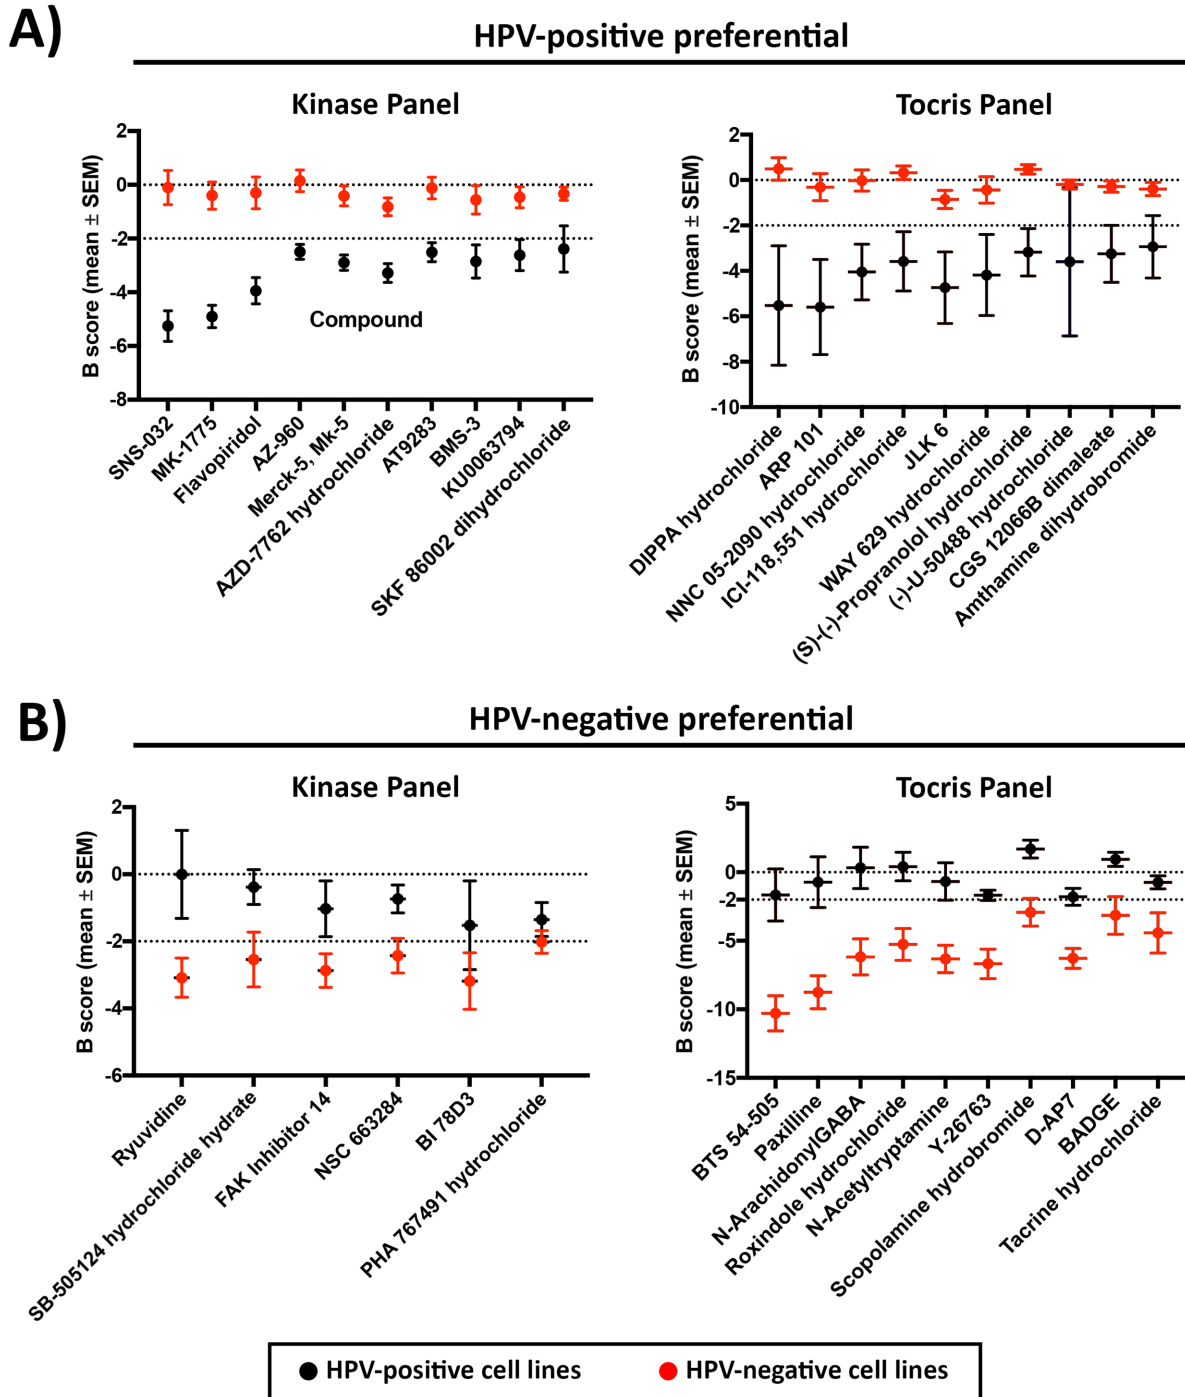 A)
HPV-positive preferential
Kinase Panel
B score (mean ± SEM)
2
0
-2
-4
-6
-8
Compound
SNS-032
MK-1775
Flavopiridol
AZ-960
Merck-5, Mk-5
AZD-7762 hydrochloride
AT9283
BMS-3
KU0063794
SKF 86002 dihydrochloride
Tocris Panel
B score (mean ± SEM)
2
0
-2
-4
-6
-8
-10
DIPPA hydrochloride
ARP 101
NNC 05-2090 hydrochloride
ICI-118,551 hydrochloride
JLK 6
WAY 629 hydrochloride
(S)-(-)-Propranolol hydrochloride
(-)-U-50488 hydrochloride
CGS 12066B dimaleate
Amthamine dihydrobromide
B)
HPV-negative preferential
Kinase Panel
B score (mean ± SEM)
2
0
-2
-4
-6
Ryuvidine
SB-505124 hydrochloride hydrate
FAK Inhibitor 14
NSC 663284
BI 78D3
PHA 767491 hydrochloride
Tocris Panel
B score (mean ± SEM)
5
0
-2
-5
-10
-15
BTS 54-505
Paxilline
N-ArachidonylGABA
Roxindole hydrochloride
N-Acetyltryptamine
Y-26763
Scopolamine hydrobromide
D-AP7
BADGE
Tacrine hydrochloride
HPV-positive cell lines
HPV-negative cell lines